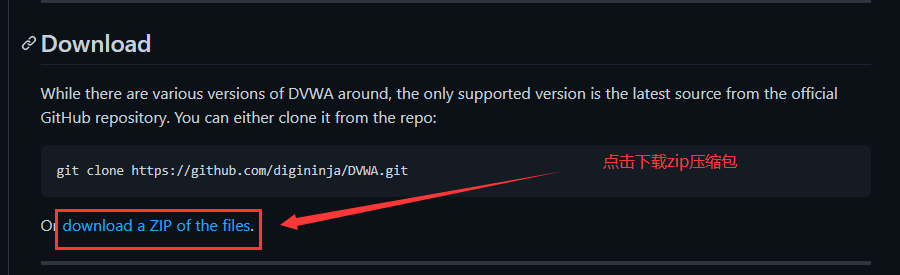 Download
While there are various versions of DVWA around, the only supported version is the latest source from the official
GitHub repository. You can either clone it from the repo:
git clone https://github.com/digininja/DVWA.git
点击下载zip压缩包
Or download a ZIP of the files.